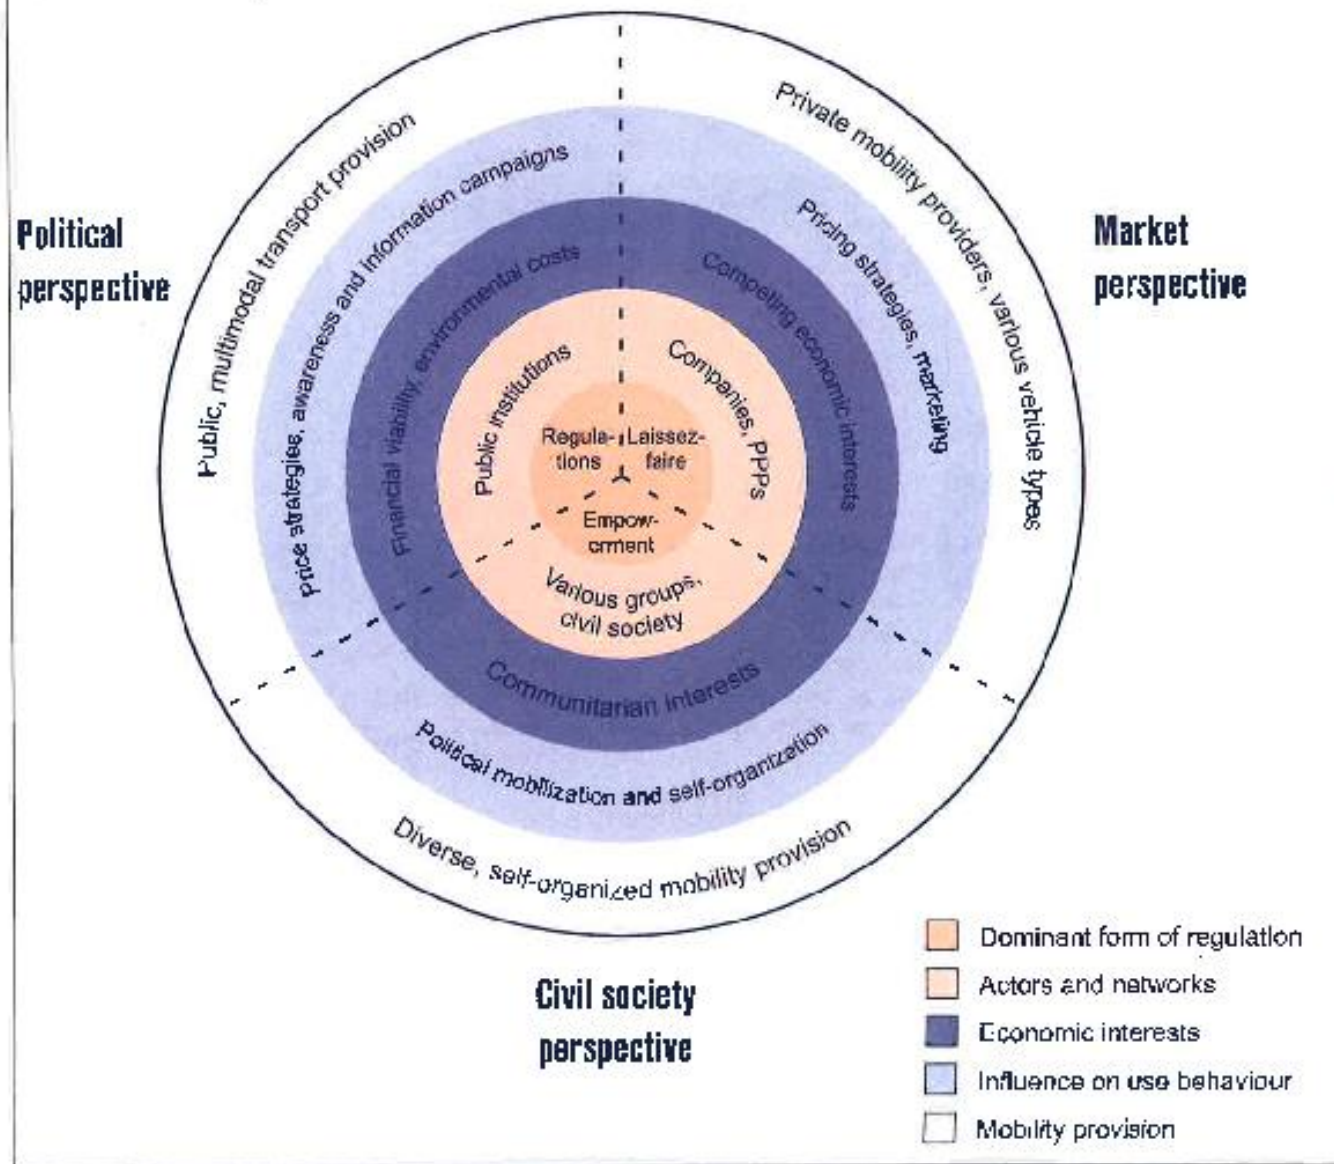 Political
perspective
Market
perspective
Civil society
perspective
Public, multimodal transport provision
Private mobility providers, various vehicle types
Diverse, self-organized mobility provision
Price strategies, awareness and information campaigns
Pricing strategies, marketing
Political mobilization and self-organization
Financial viability, environmental costs
Competing economic interests
Communitarian interests
Public institutions
Companies, PPPs
Various groups,
civil society
Regula-
tions
Laissez-
faire
Empow-
erment
Dominant form of regulation
Actors and networks
Economic interests
Influence on use behaviour
Mobility provision